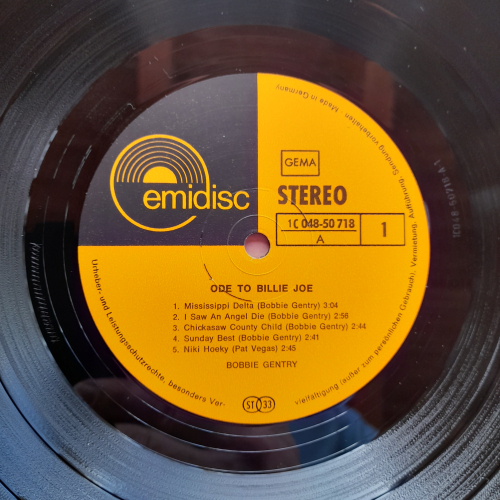 emidisc
GEMA
STEREO
1C 048-50 718
A
1
ODE TO BILLIE JOE
1. Mississippi Delta (Bobbie Gentry) 3:04
2. I Saw An Angel Die (Bobbie Gentry) 2:56
3. Chickasaw County Child (Bobbie Gentry) 2:44
4. Sunday Best (Bobbie Gentry) 2:41
5. Niki Hoeky (Pat Vegas) 2:45
BOBBIE GENTRY
ST 33
Urheber- und Leistungsschutzrechte, besonders Ver-
vielfältigung (außer zum persönlichen Gebrauch), Vermietung, Aufführung, Sendung vorbehalten. Made in Germany